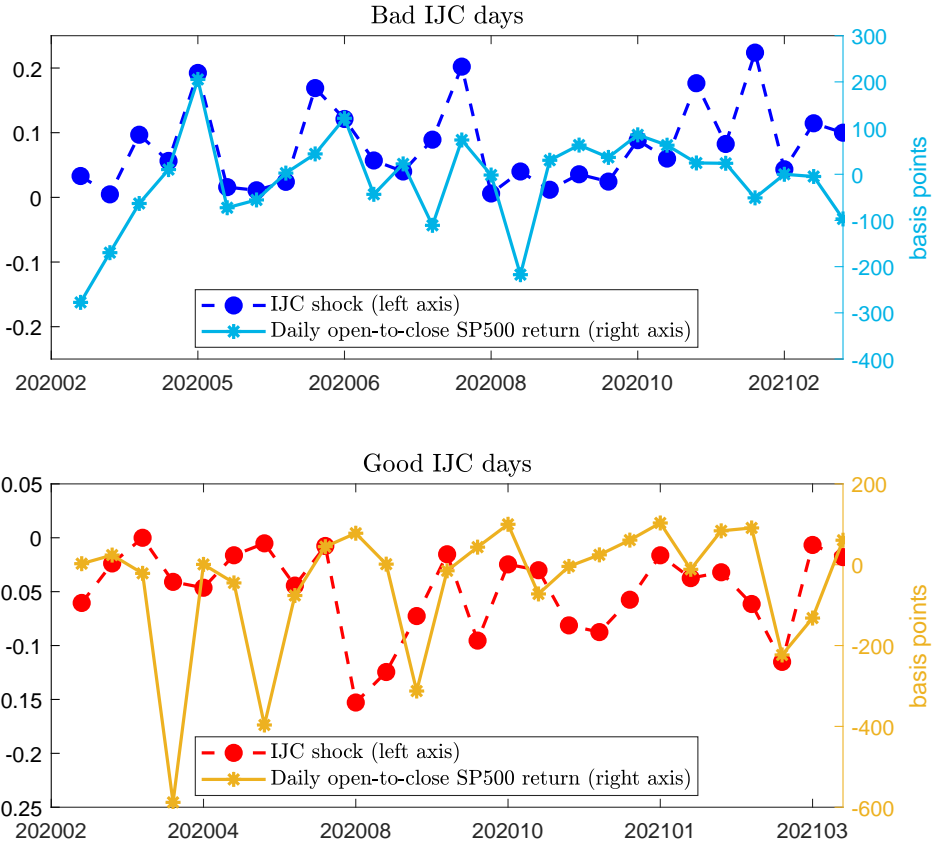 Bad IJC days
0.2
0.1
0
-0.1
-0.2
300
200
100
0
-100
-200
-300
-400
basis points
IJC shock (left axis)
Daily open-to-close SP500 return (right axis)
202002 202005 202006 202007 202008 202010 202102
Good IJC days
0.05
0
0.05
-0.1
0.15
-0.2
0.25
200
0
-200
-400
-600
basis points
IJC shock (left axis)
Daily open-to-close SP500 return (right axis)
202002 202004 202008 202010 202101 202103